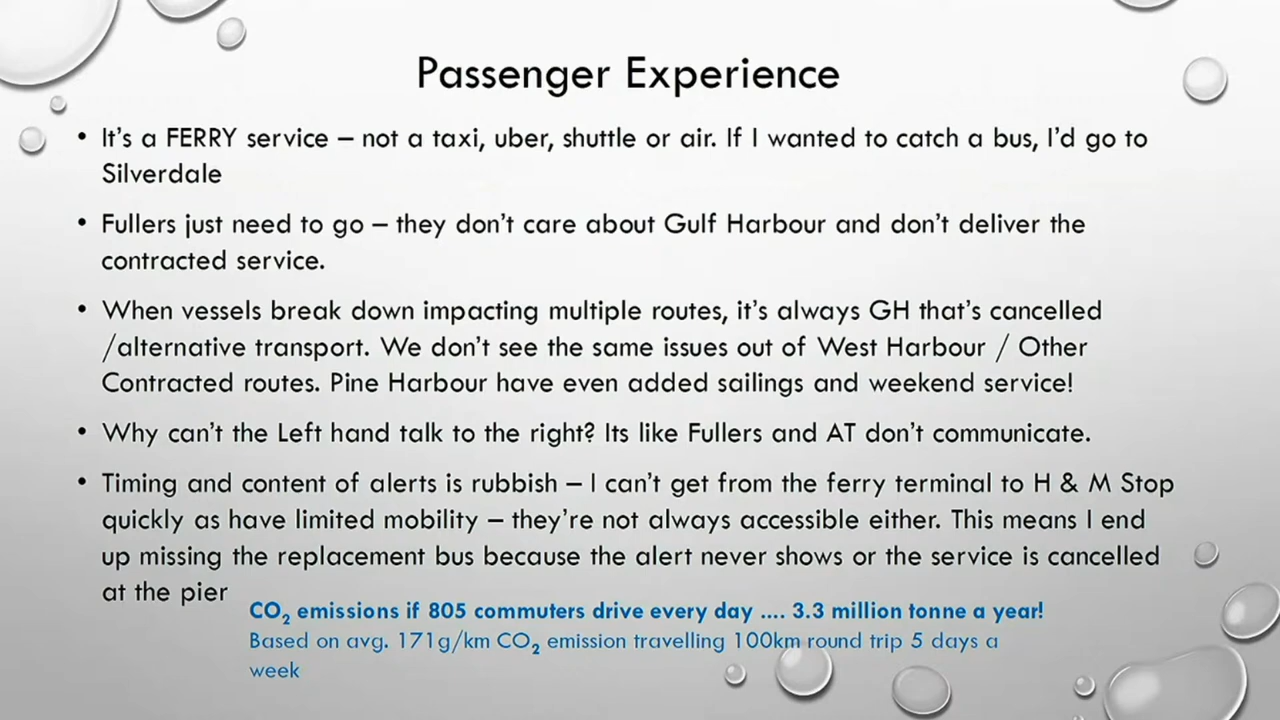 Passenger Experience
• It's a FERRY service – not a taxi, uber, shuttle or air. If I wanted to catch a bus, I'd go to
Silverdale
• Fullers just need to go – they don't care about Gulf Harbour and don't deliver the
contracted service.
• When vessels break down impacting multiple routes, it's always GH that's cancelled
/alternative transport. We don't see the same issues out of West Harbour / Other
Contracted routes. Pine Harbour have even added sailings and weekend service!
• Why can't the Left hand talk to the right? Its like Fullers and AT don't communicate.
• Timing and content of alerts is rubbish – I can't get from the ferry terminal to H & M Stop
quickly as have limited mobility – they're not always accessible either. This means I end
up missing the replacement bus because the alert never shows or the service is cancelled
at the pier
CO₂ emissions if 805 commuters drive every day .... 3.3 million tonne a year!
Based on avg. 171g/km CO₂ emission travelling 100km round trip 5 days a
week